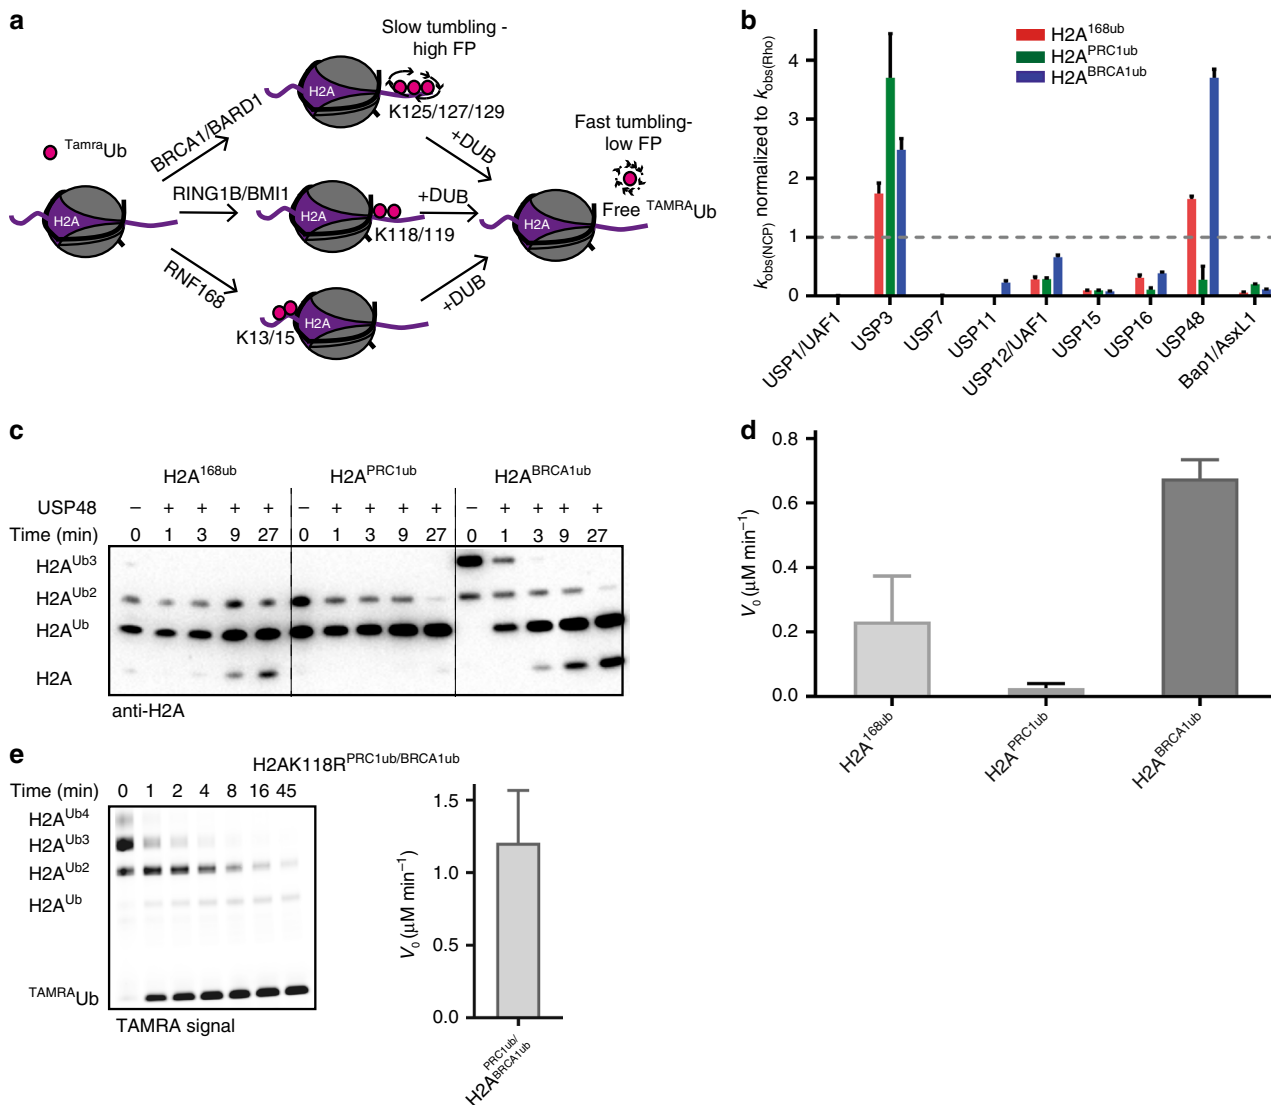 a
Slow tumbling -
high FP
H2A
K125/127/129
BRCA1/BARD1
+DUB
Fast tumbling-
low FP
TamraUb
RING1B/BMI1
+DUB
H2A
H2A
H2A
Free TAMRAUb
K118/119
RNF168
+DUB
H2A
K13/15
b
H2A168ub
H2APRC1ub
H2ABRCA1ub
kobs(NCP) normalized to kobs(Rho)
4
3
2
1
0
USP1/UAF1
USP3
USP7
USP11
USP12/UAF1
USP15
USP16
USP48
Bap1/AsxL1
c
H2A168ub H2APRC1ub H2ABRCA1ub
USP48 – + + + + – + + + + – + + + +
Time (min) 0 1 3 9 27 0 1 3 9 27 0 1 3 9 27
H2AUb3
H2AUb2
H2AUb
H2A
anti-H2A
d
V0 (µM min–1)
0.8
0.6
0.4
0.2
0.0
H2A168ub
H2APRC1ub
H2ABRCA1ub
e
H2AK118RPRC1ub/BRCA1ub
Time (min) 0 1 2 4 8 16 45
H2AUb4
H2AUb3
H2AUb2
H2AUb
TAMRAUb
TAMRA signal
V0 (µM min–1)
1.5
1.0
0.5
0.0
PRC1ub/
H2ABRCA1ub